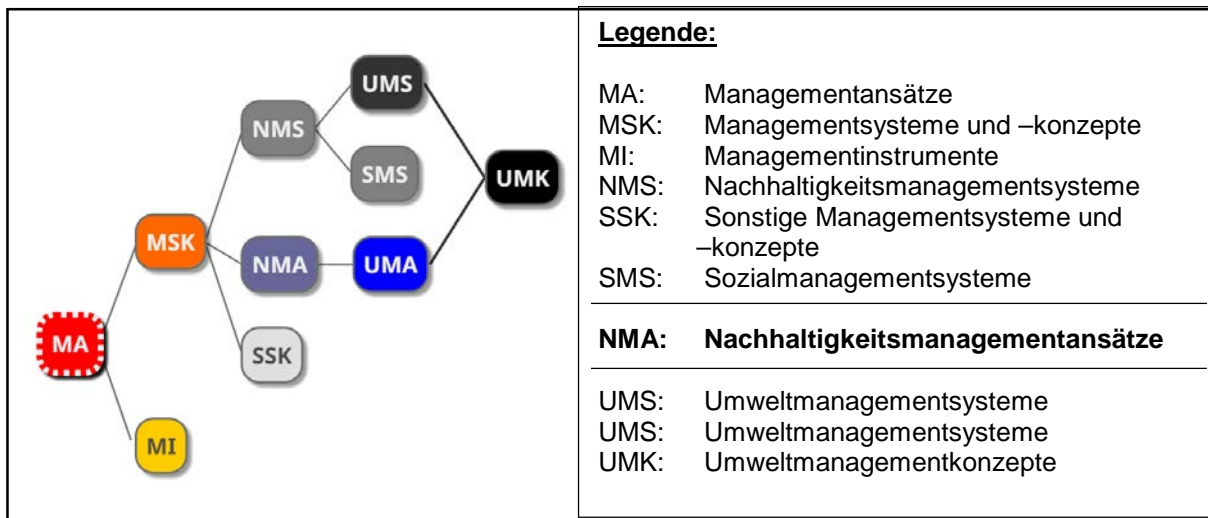 UMS
NMS
SMS
UMK
MSK
NMA
UMA
MA
SSK
MI
Legende:
MA: Managementansätze
MSK: Managementsysteme und –konzepte
MI: Managementinstrumente
NMS: Nachhaltigkeitsmanagementsysteme
SSK: Sonstige Managementsysteme und
–konzepte
SMS: Sozialmanagementsysteme
NMA: Nachhaltigkeitsmanagementansätze
UMS: Umweltmanagementsysteme
UMS: Umweltmanagementsysteme
UMK: Umweltmanagementkonzepte